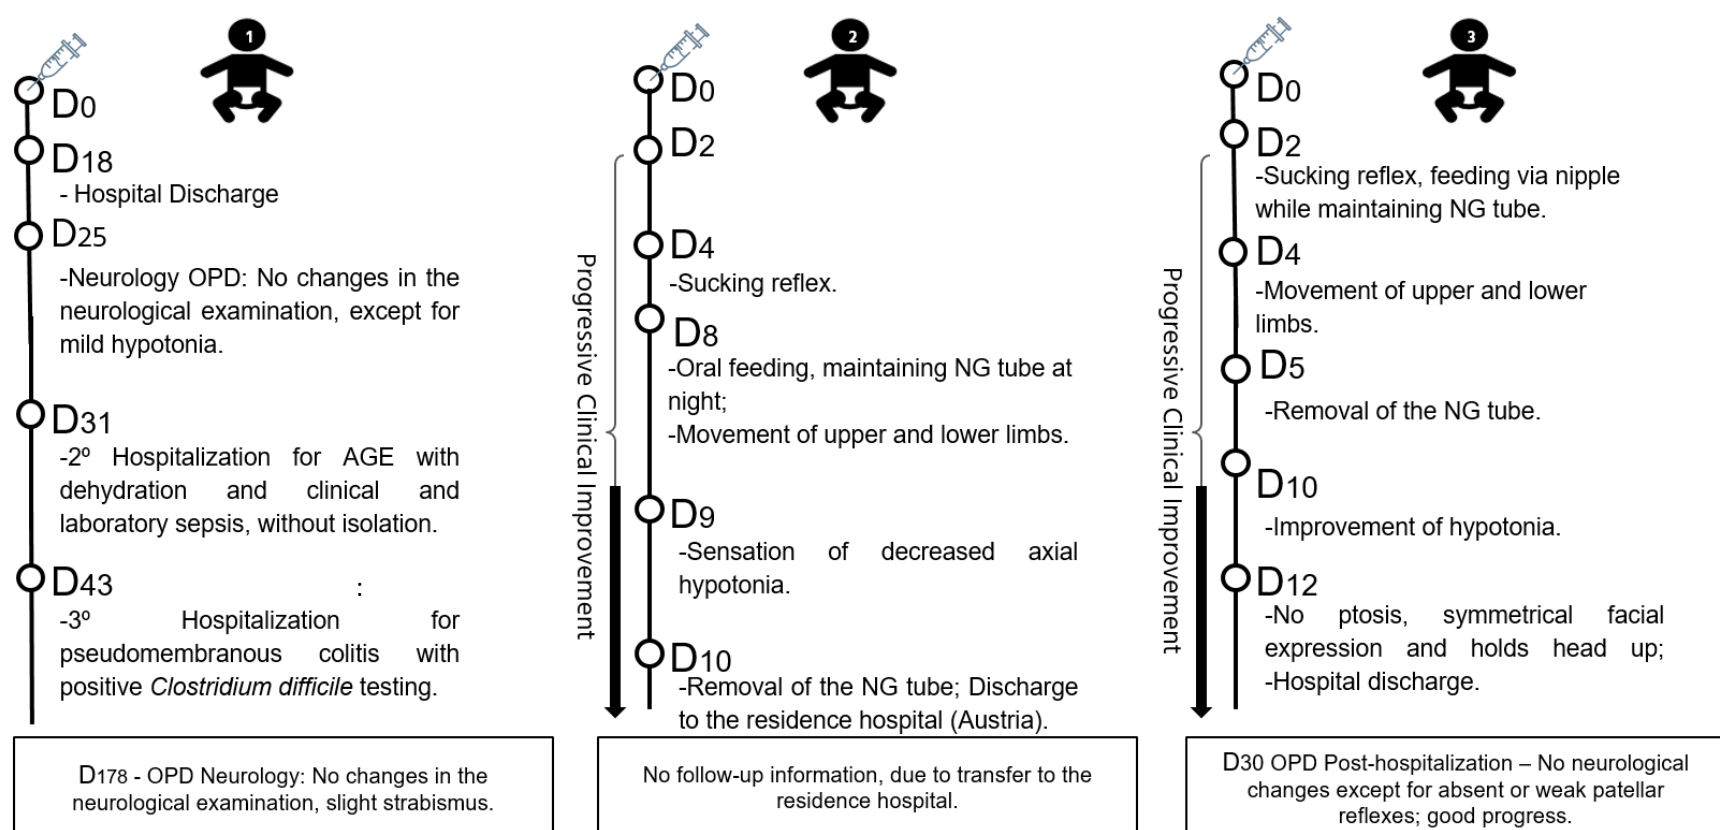 1
D0
D18
- Hospital Discharge
D25
-Neurology OPD: No changes in the
neurological examination, except for
mild hypotonia.
D31
-2º Hospitalization for AGE with
dehydration and clinical and
laboratory sepsis, without isolation.
D43 :
-3º Hospitalization for
pseudomembranous colitis with
positive Clostridium difficile testing.
D178 - OPD Neurology: No changes in the
neurological examination, slight strabismus.
2
D0
D2
Progressive Clinical Improvement
D4
-Sucking reflex.
D8
-Oral feeding, maintaining NG tube at
night;
-Movement of upper and lower limbs.
D9
-Sensation of decreased axial
hypotonia.
D10
-Removal of the NG tube; Discharge
to the residence hospital (Austria).
No follow-up information, due to transfer to the
residence hospital.
3
D0
D2
-Sucking reflex, feeding via nipple
while maintaining NG tube.
Progressive Clinical Improvement
D4
-Movement of upper and lower
limbs.
D5
-Removal of the NG tube.
D10
-Improvement of hypotonia.
D12
-No ptosis, symmetrical facial
expression and holds head up;
-Hospital discharge.
D30 OPD Post-hospitalization – No neurological
changes except for absent or weak patellar
reflexes; good progress.